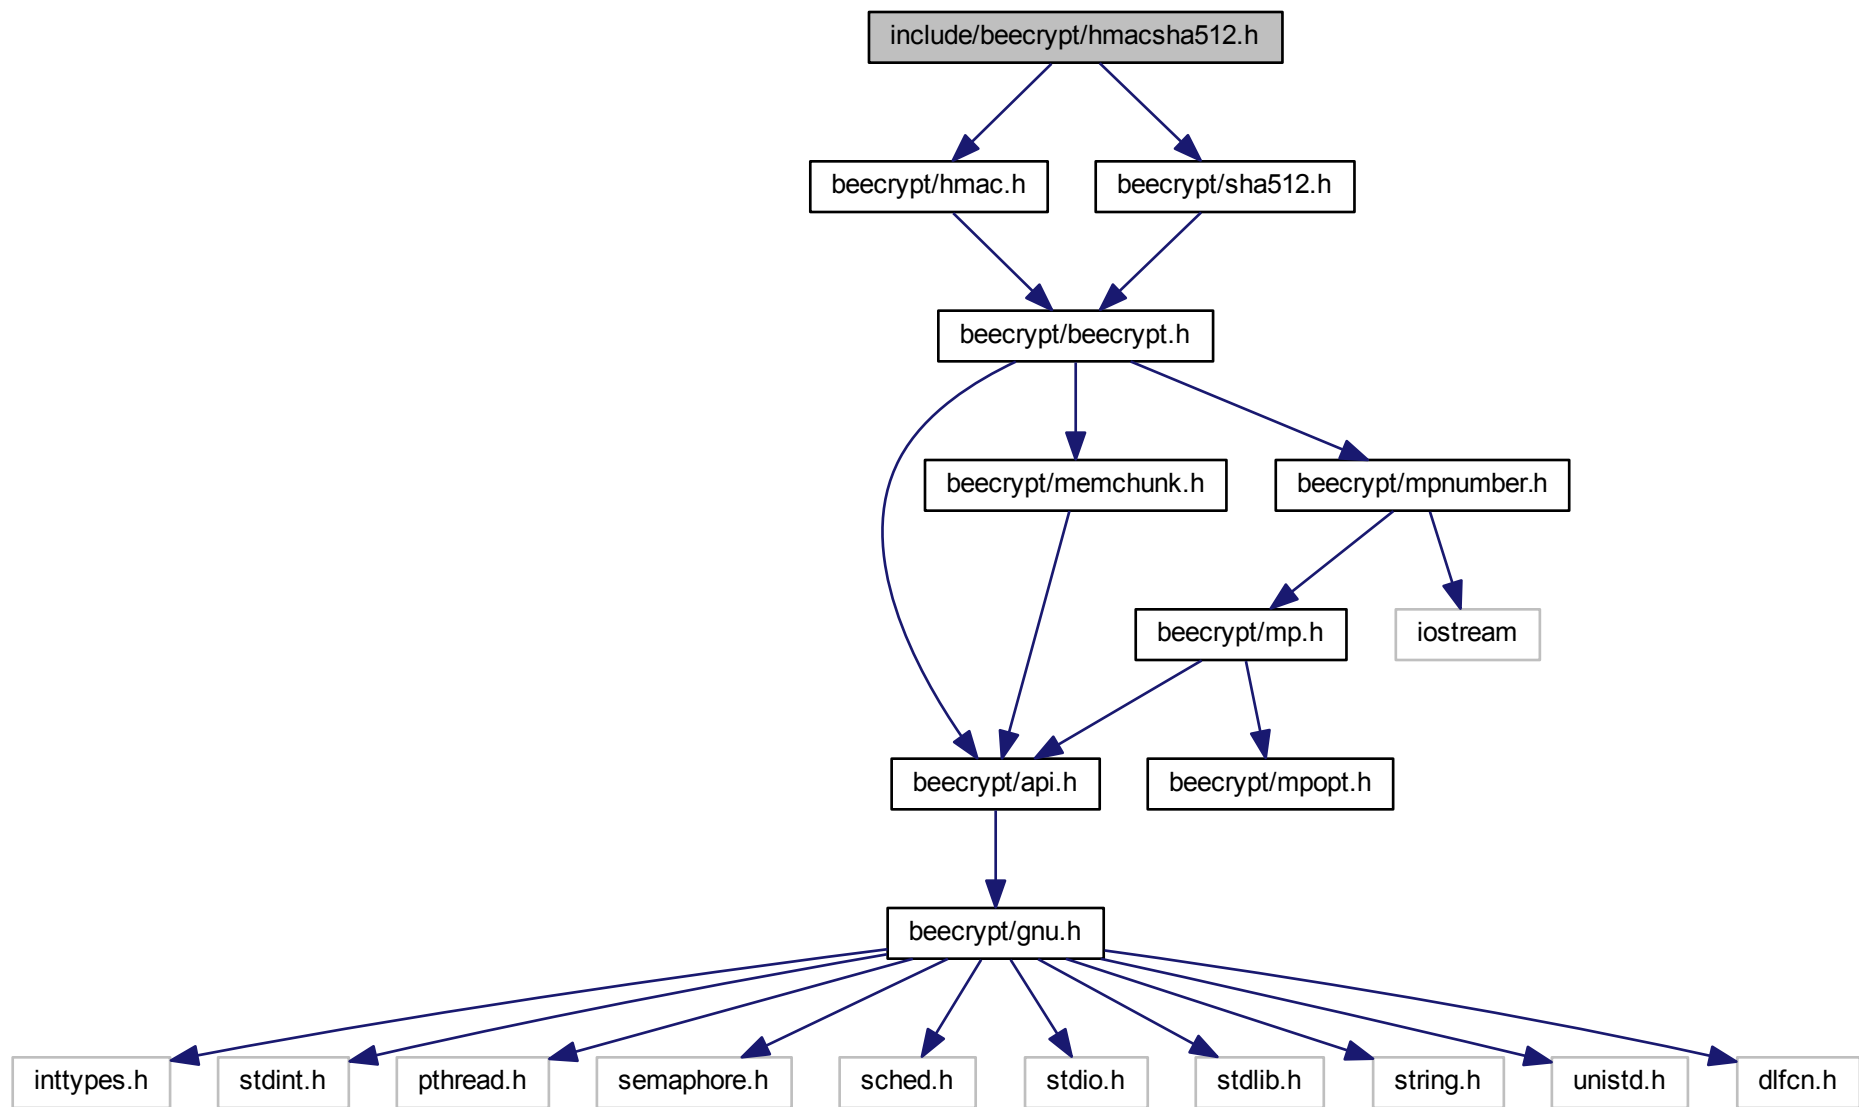 include/beecrypt/hmacsha512.h
beecrypt/hmac.h
beecrypt/sha512.h
beecrypt/beecrypt.h
beecrypt/memchunk.h
beecrypt/mpnumber.h
beecrypt/mp.h
iostream
beecrypt/api.h
beecrypt/mpopt.h
beecrypt/gnu.h
inttypes.h
stdint.h
pthread.h
semaphore.h
sched.h
stdio.h
stdlib.h
string.h
unistd.h
dlfcn.h